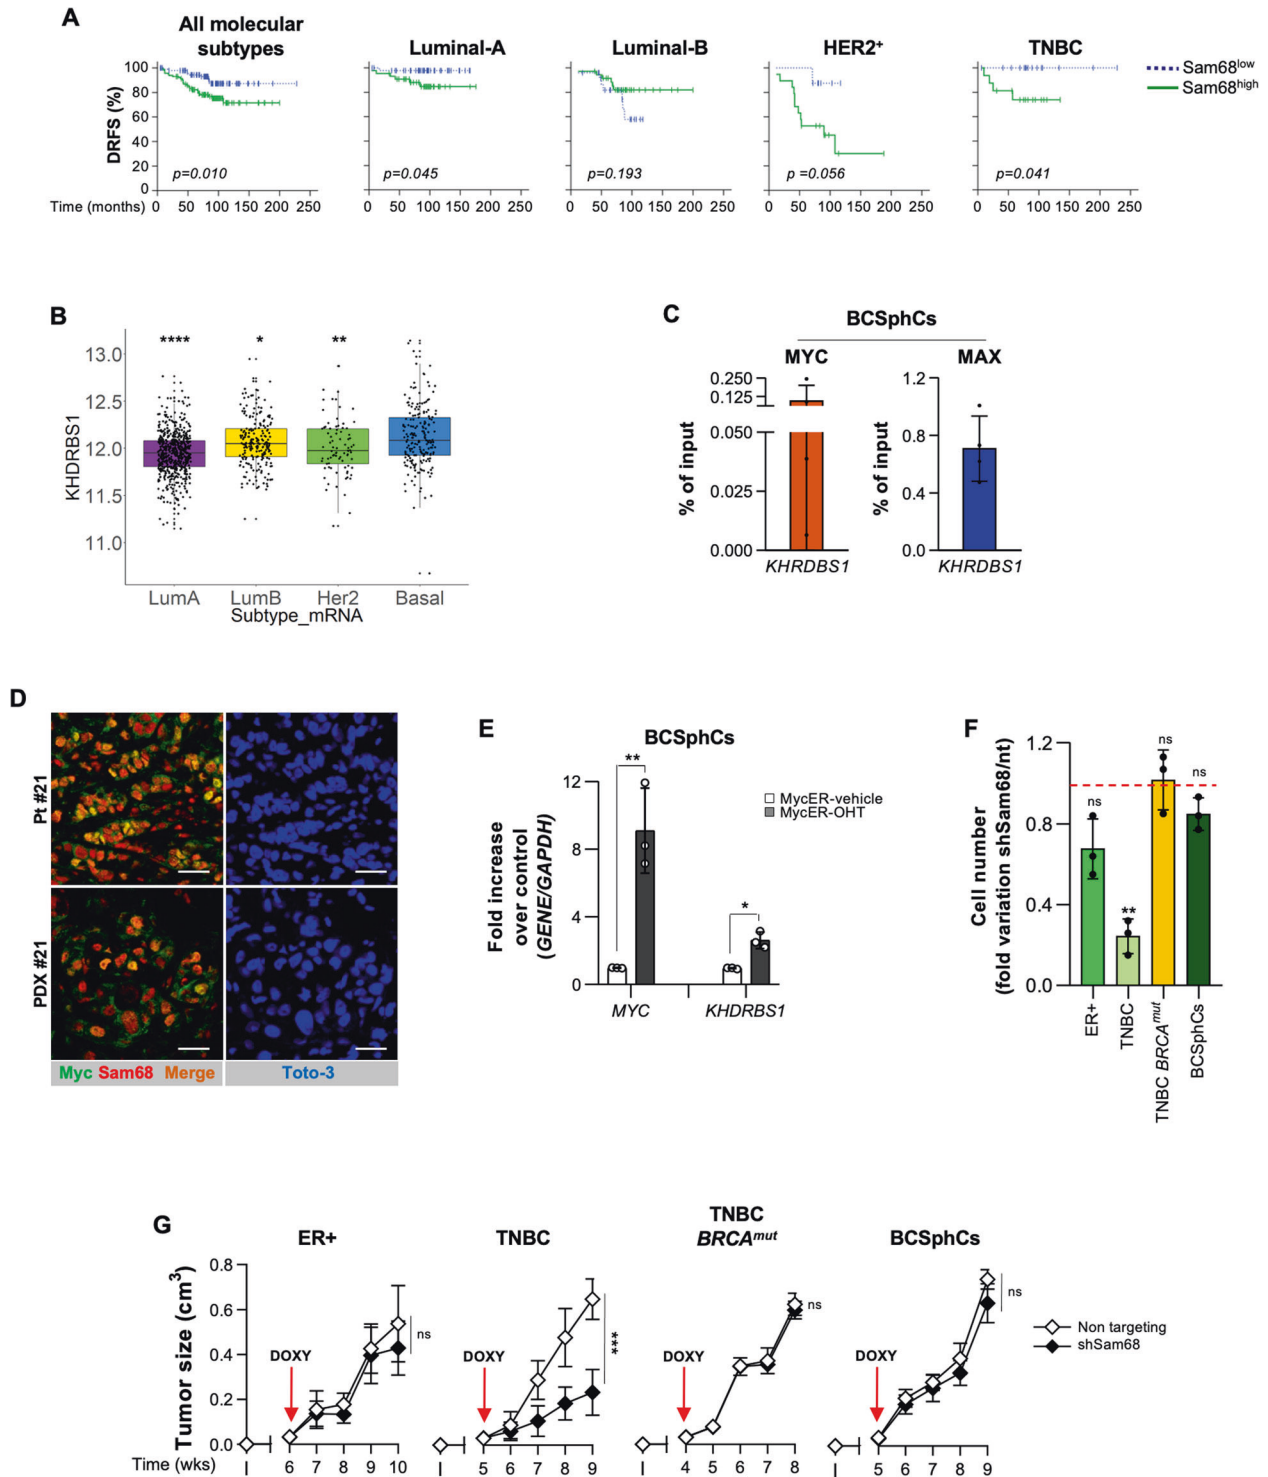 A
All molecular
subtypes
Luminal-A
Luminal-B
HER2+
TNBC
Sam68low
Sam68high
DRFS (%)
100
80
60
40
20
0
p=0.010
p=0.045
p=0.193
p =0.056
p=0.041
Time (months)
0 50 100 150 200 250
0 50 100 150 200 250
0 50 100 150 200 250
0 50 100 150 200 250
0 50 100 150 200 250
B
KHDRBS1
13.0
12.5
12.0
11.5
11.0
**** * **
LumA LumB Her2 Basal
Subtype_mRNA
C
BCSphCs
MYC
MAX
% of input
0.250
0.125
0.050
0.025
0.000
KHRDBS1
% of input
1.2
0.8
0.4
0.0
KHRDBS1
D
Pt #21
PDX #21
Myc Sam68 Merge
Toto-3
E
BCSphCs
Fold increase
over control
(GENE/GAPDH)
12
8
4
0
**
*
MycER-vehicle
MycER-OHT
MYC
KHDRBS1
F
Cell number
(fold variation shSam68/nt)
1.2
0.8
0.4
0.0
ns
**
ns
ns
ER+
TNBC
TNBC BRCAmut
BCSphCs
G
ER+
TNBC
TNBC
BRCAmut
BCSphCs
Tumor size (cm3)
0.8
0.6
0.4
0.2
0.0
DOXY
DOXY
DOXY
DOXY
ns
***
ns
ns
Non targeting
shSam68
Time (wks)
I 6 7 8 9 10
I 5 6 7 8 9
I 4 5 6 7 8
I 5 6 7 8 9